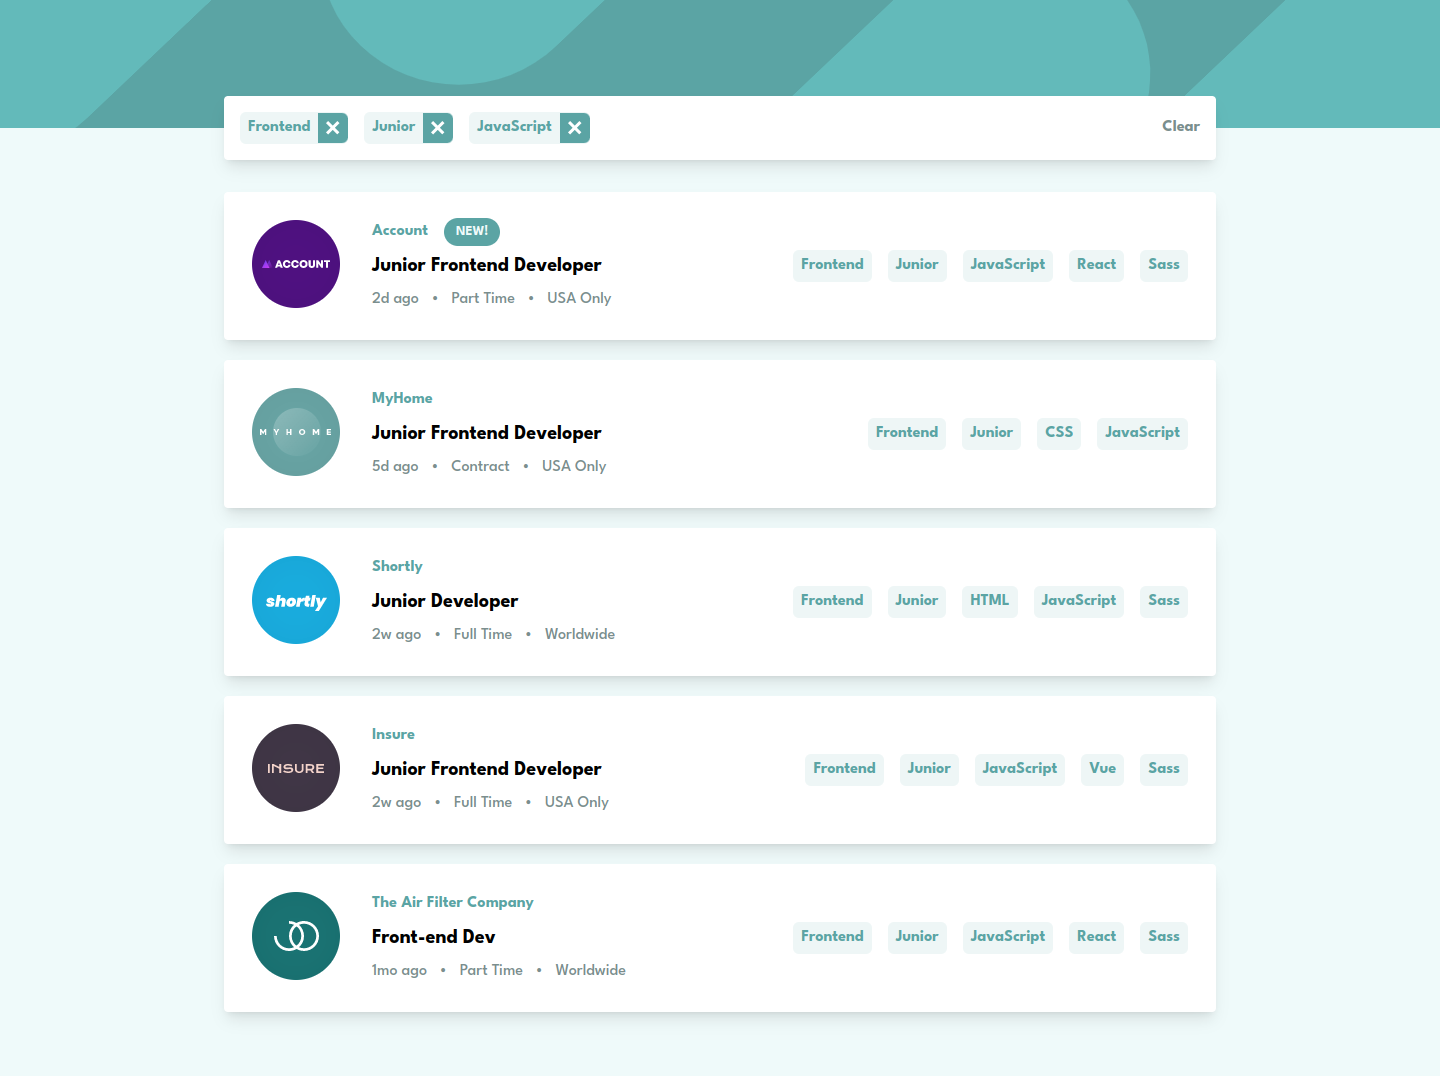 Frontend Junior JavaScript Clear
ACCOUNT
Account NEW!
Junior Frontend Developer
2d ago • Part Time • USA Only
Frontend Junior JavaScript React Sass
MYHOME
MyHome
Junior Frontend Developer
5d ago • Contract • USA Only
Frontend Junior CSS JavaScript
shortly
Shortly
Junior Developer
2w ago • Full Time • Worldwide
Frontend Junior HTML JavaScript Sass
INSURE
Insure
Junior Frontend Developer
2w ago • Full Time • USA Only
Frontend Junior JavaScript Vue Sass
The Air Filter Company
Front-end Dev
1mo ago • Part Time • Worldwide
Frontend Junior JavaScript React Sass